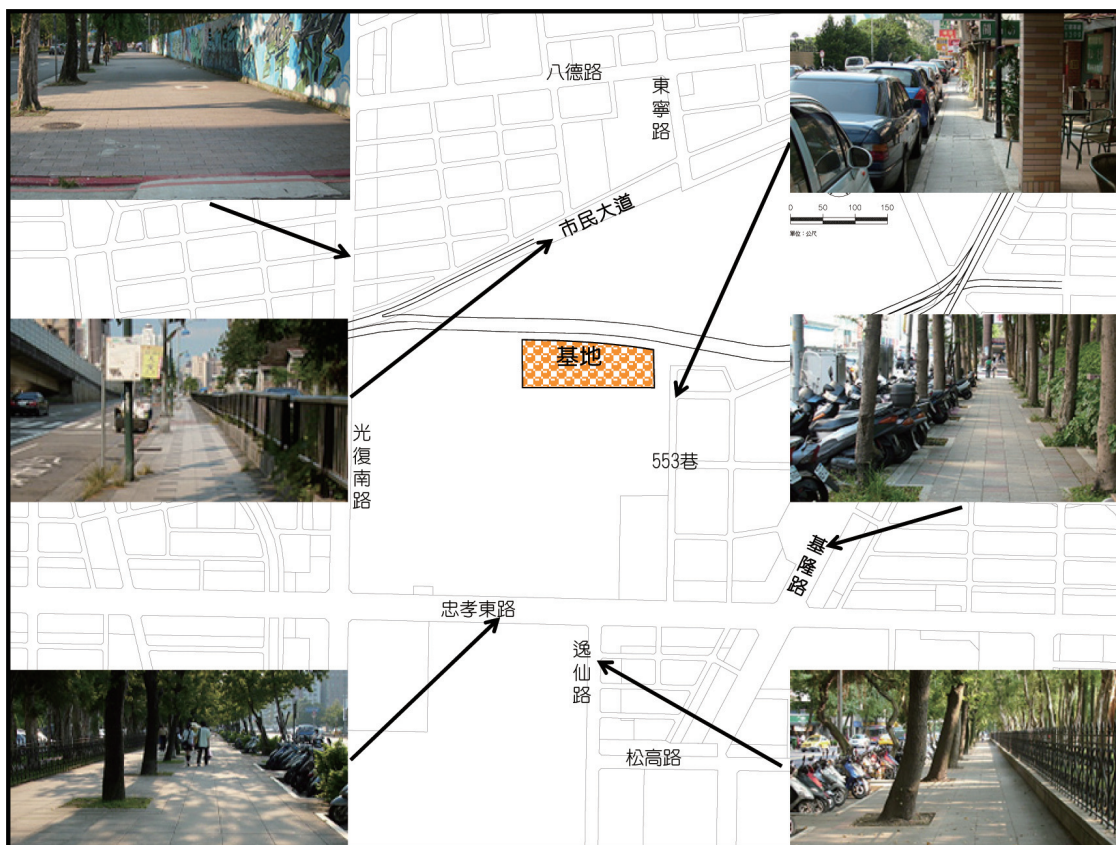 八德路
東寧路
市民大道
0 50 100 150
單位：公尺
基地
光復南路
553巷
基隆路
忠孝東路
逸仙路
松高路